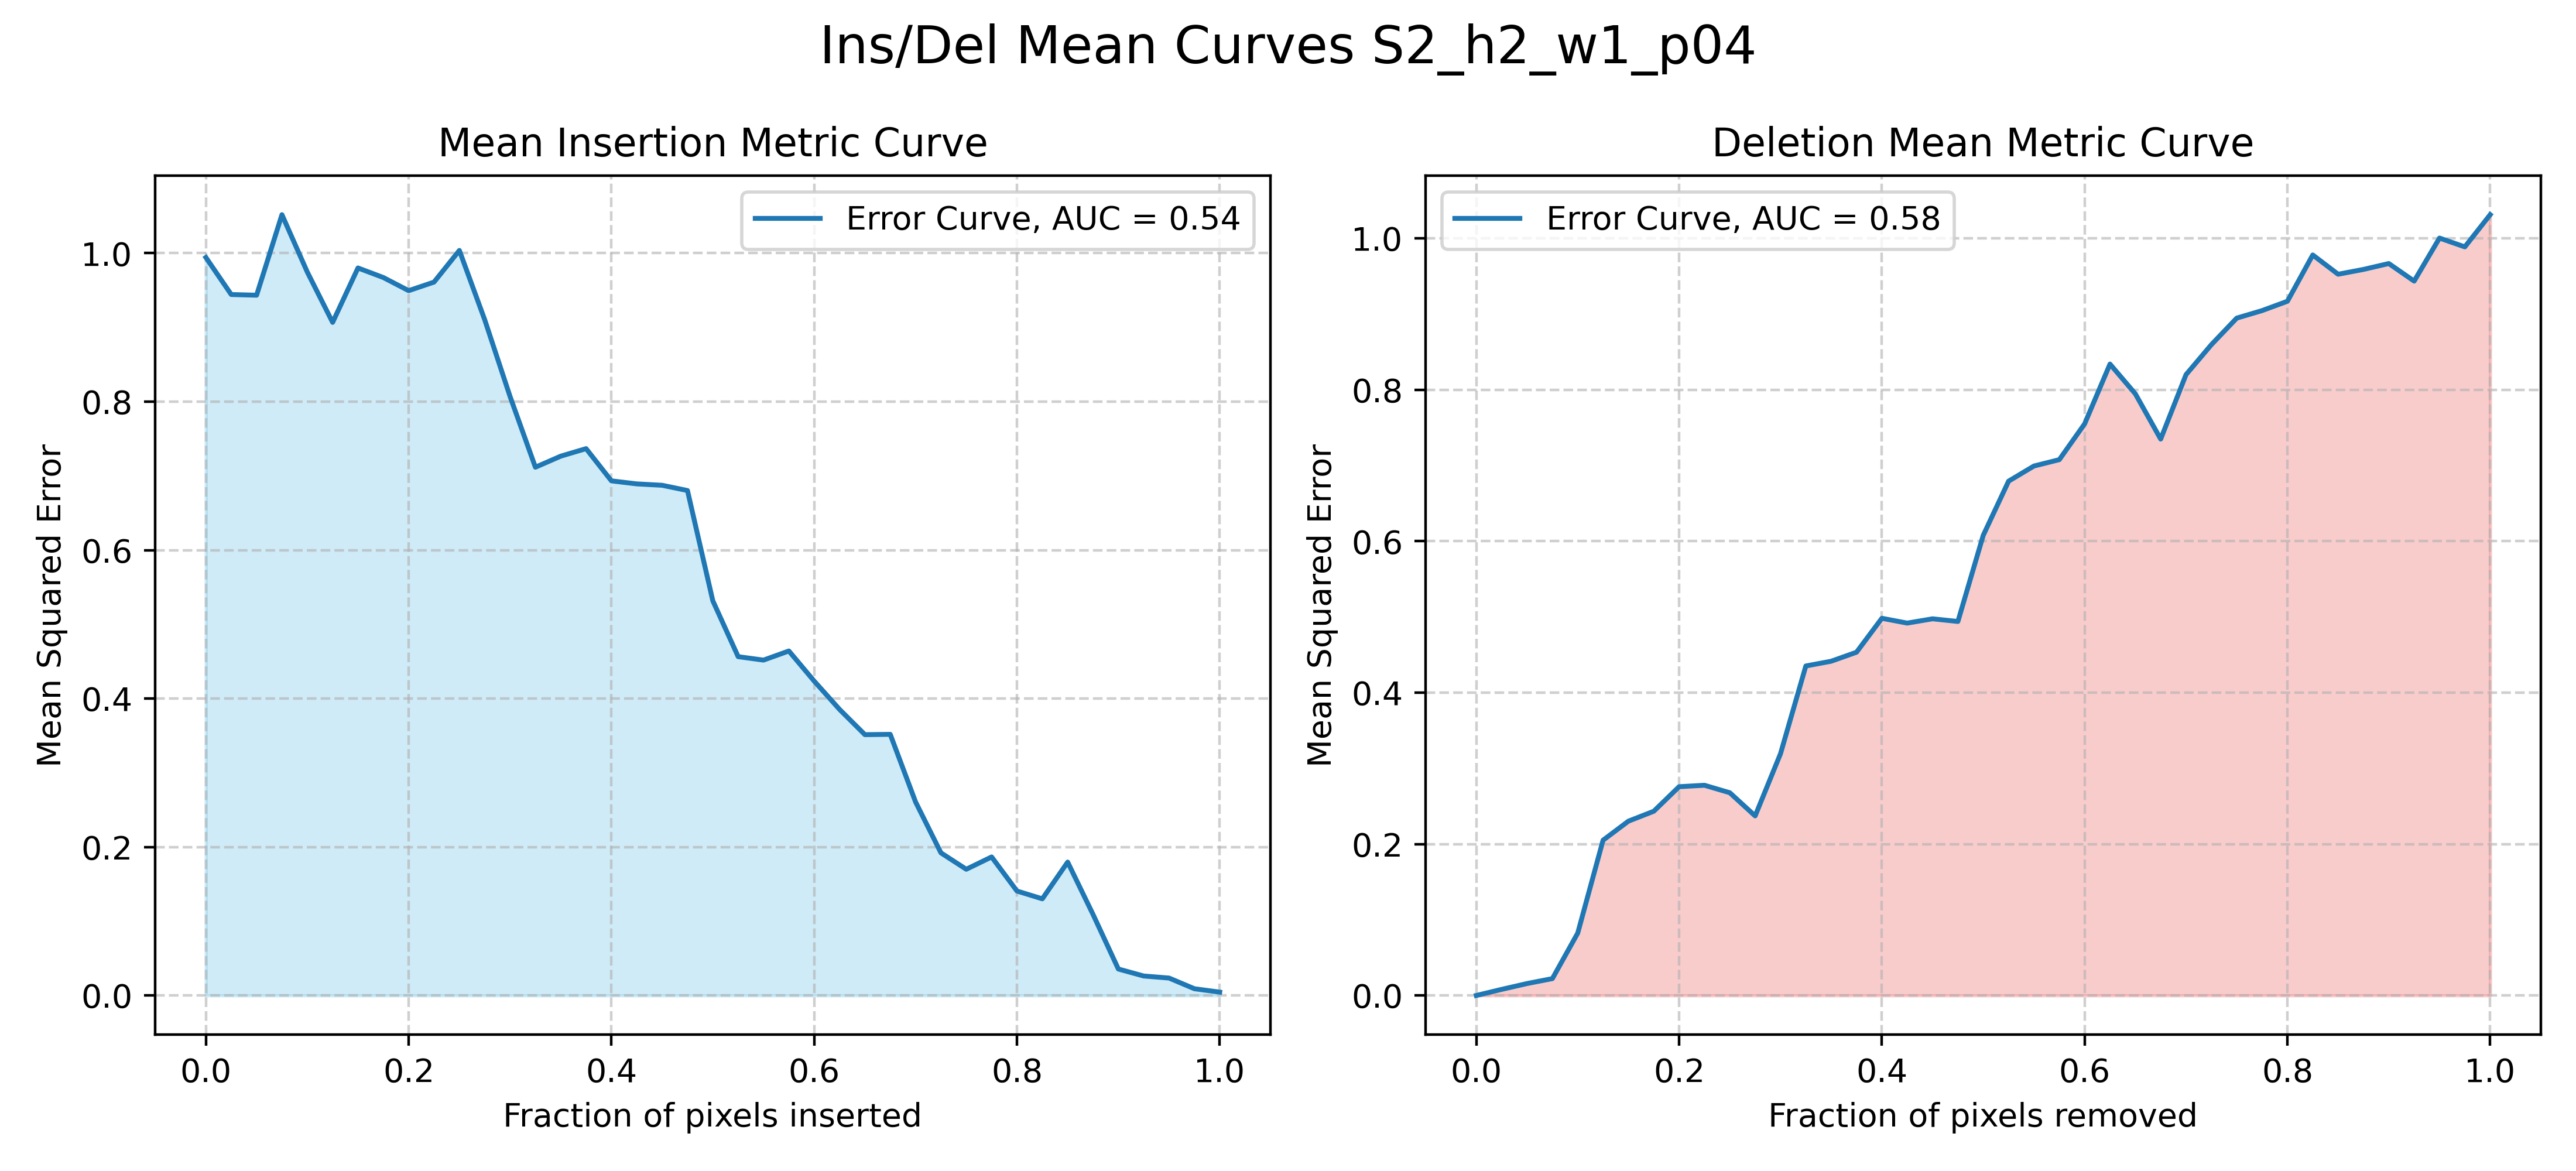 Ins/Del Mean Curves S2_h2_w1_p04
Mean Insertion Metric Curve
Error Curve, AUC = 0.54
Mean Squared Error
1.0
0.8
0.6
0.4
0.2
0.0
0.0 0.2 0.4 0.6 0.8 1.0
Fraction of pixels inserted
Deletion Mean Metric Curve
Error Curve, AUC = 0.58
Mean Squared Error
1.0
0.8
0.6
0.4
0.2
0.0
0.0 0.2 0.4 0.6 0.8 1.0
Fraction of pixels removed